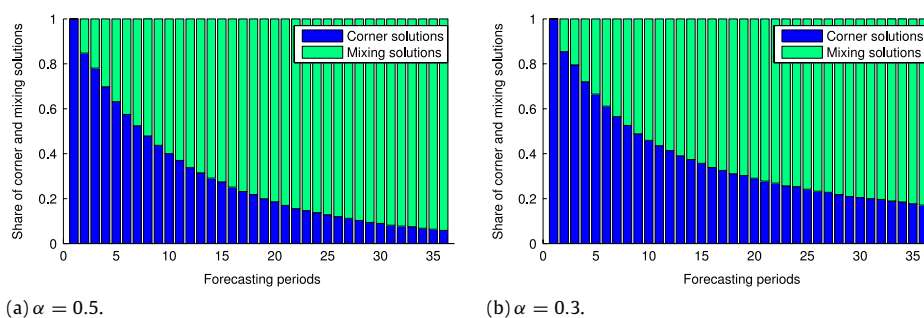 Share of corner and mixing solutions
1
0.8
0.6
0.4
0.2
0
0 5 10 15 20 25 30 35
Forecasting periods
Corner solutions
Mixing solutions
(a) α = 0.5.
Share of corner and mixing solutions
1
0.8
0.6
0.4
0.2
0
0 5 10 15 20 25 30 35
Forecasting periods
Corner solutions
Mixing solutions
(b) α = 0.3.